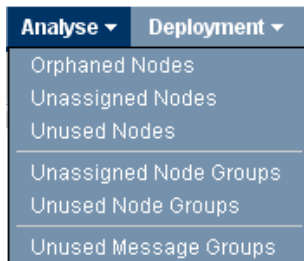 Analyse Deployment
Orphaned Nodes
Unassigned Nodes
Unused Nodes
Unassigned Node Groups
Unused Node Groups
Unused Message Groups